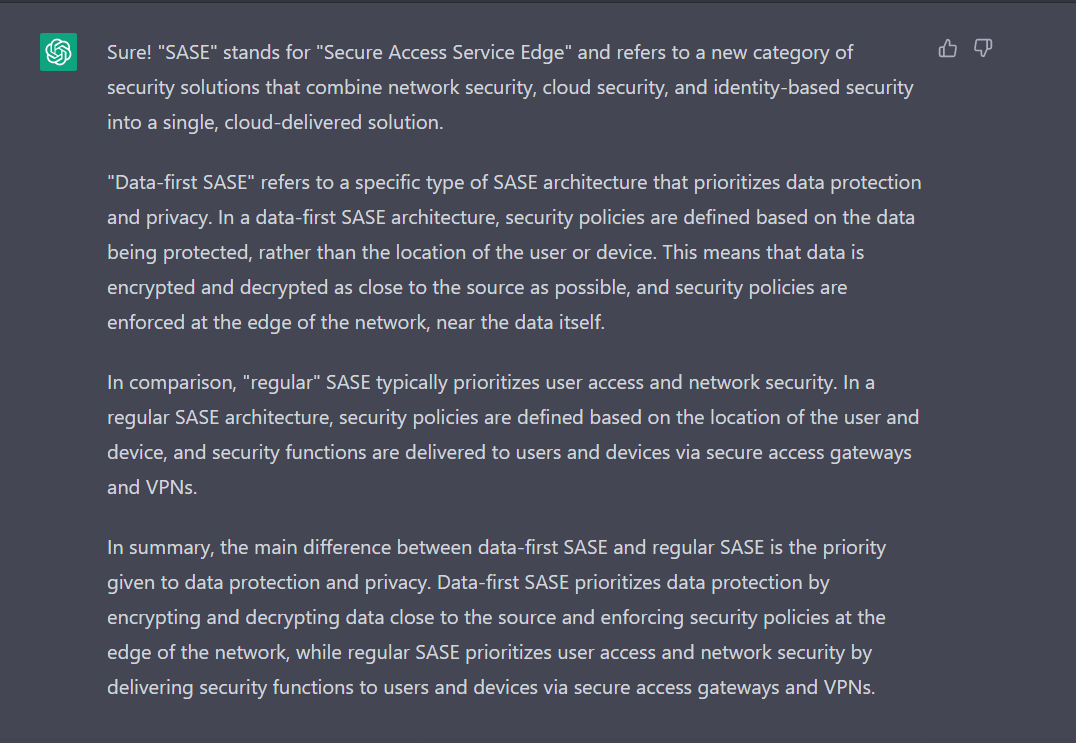 Sure! "SASE" stands for "Secure Access Service Edge" and refers to a new category of
security solutions that combine network security, cloud security, and identity-based security
into a single, cloud-delivered solution.
"Data-first SASE" refers to a specific type of SASE architecture that prioritizes data protection
and privacy. In a data-first SASE architecture, security policies are defined based on the data
being protected, rather than the location of the user or device. This means that data is
encrypted and decrypted as close to the source as possible, and security policies are
enforced at the edge of the network, near the data itself.
In comparison, "regular" SASE typically prioritizes user access and network security. In a
regular SASE architecture, security policies are defined based on the location of the user and
device, and security functions are delivered to users and devices via secure access gateways
and VPNs.
In summary, the main difference between data-first SASE and regular SASE is the priority
given to data protection and privacy. Data-first SASE prioritizes data protection by
encrypting and decrypting data close to the source and enforcing security policies at the
edge of the network, while regular SASE prioritizes user access and network security by
delivering security functions to users and devices via secure access gateways and VPNs.